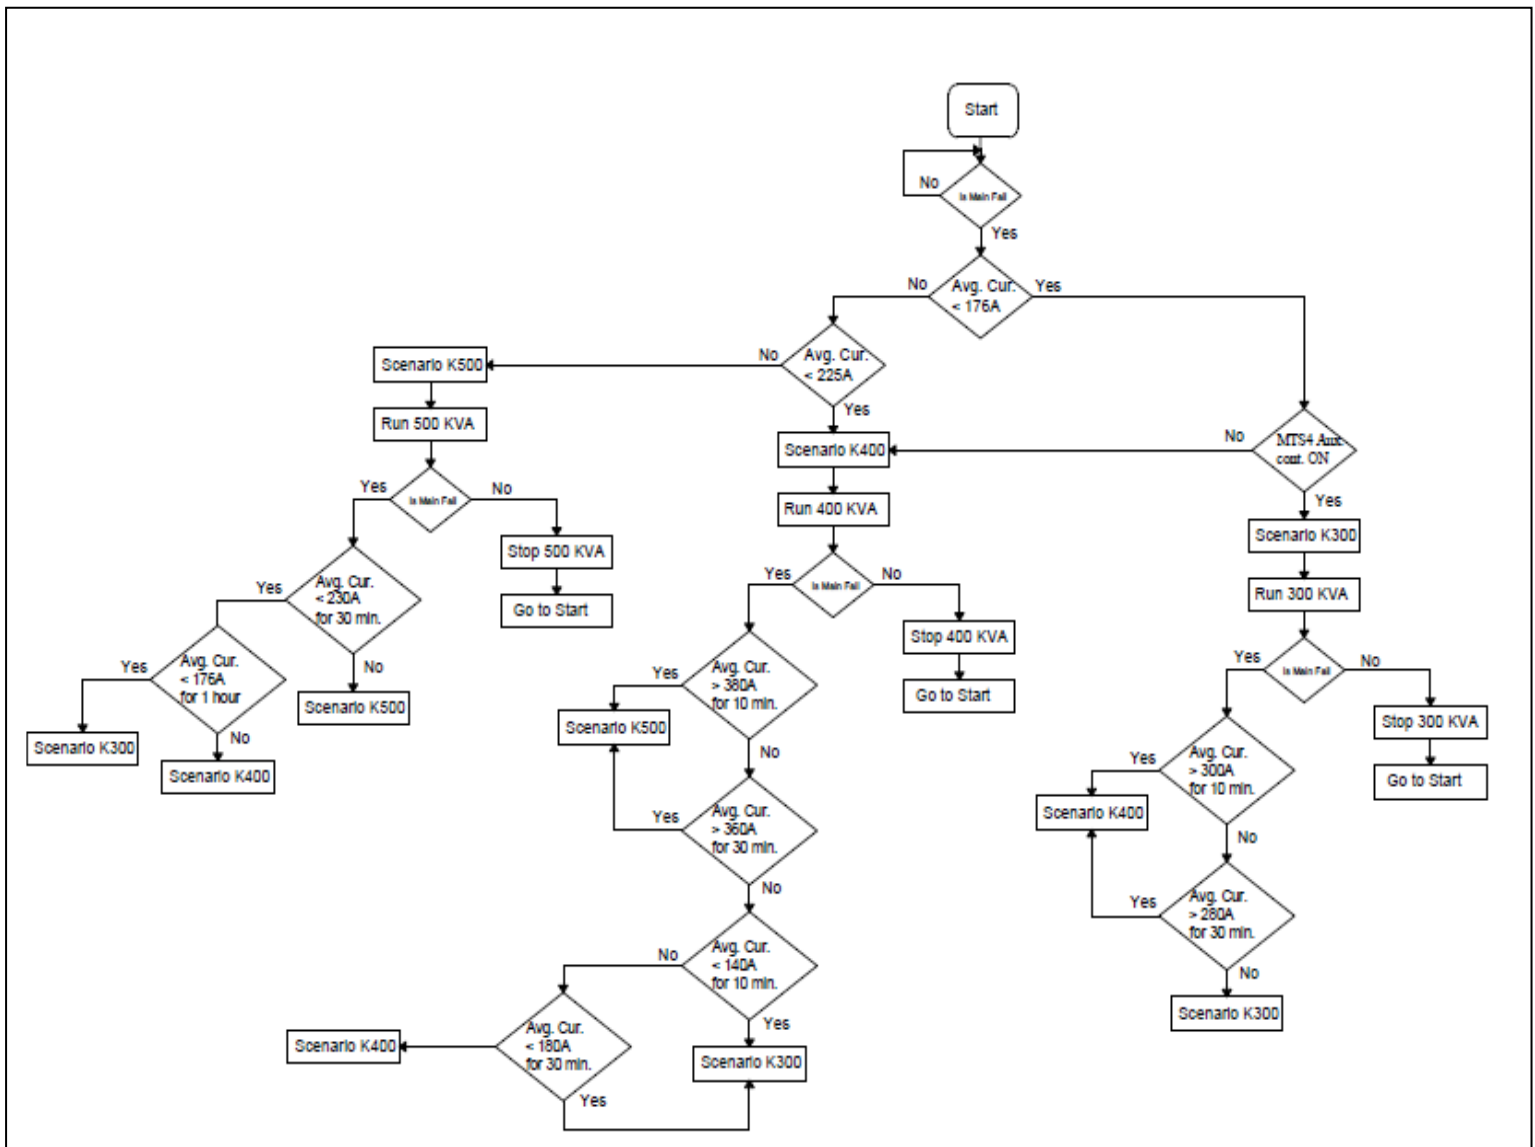 Start
No
Is Main Fail
Yes
No
Avg. Cur.
< 176A
Yes
No
Avg. Cur.
< 225A
Yes
Scenario K500
Run 500 KVA
Yes
Is Main Fail
No
Stop 500 KVA
Go to Start
Yes
Avg. Cur.
< 230A
for 30 min.
No
Scenario K500
Yes
Avg. Cur.
< 176A
for 1 hour
No
Scenario K300
Scenario K400
Scenario K400
Run 400 KVA
Yes
Is Main Fail
No
Stop 400 KVA
Go to Start
Yes
Avg. Cur.
> 380A
for 10 min.
No
Scenario K500
Yes
Avg. Cur.
> 360A
for 30 min.
No
No
Avg. Cur.
< 140A
for 10 min.
Yes
Scenario K300
Scenario K400
Avg. Cur.
< 180A
for 30 min.
Yes
No
MTS4 Aux.
cont. ON
Yes
Scenario K300
Run 300 KVA
Yes
Is Main Fail
No
Stop 300 KVA
Go to Start
Yes
Avg. Cur.
> 300A
for 10 min.
No
Scenario K400
Yes
Avg. Cur.
> 280A
for 30 min.
No
Scenario K300